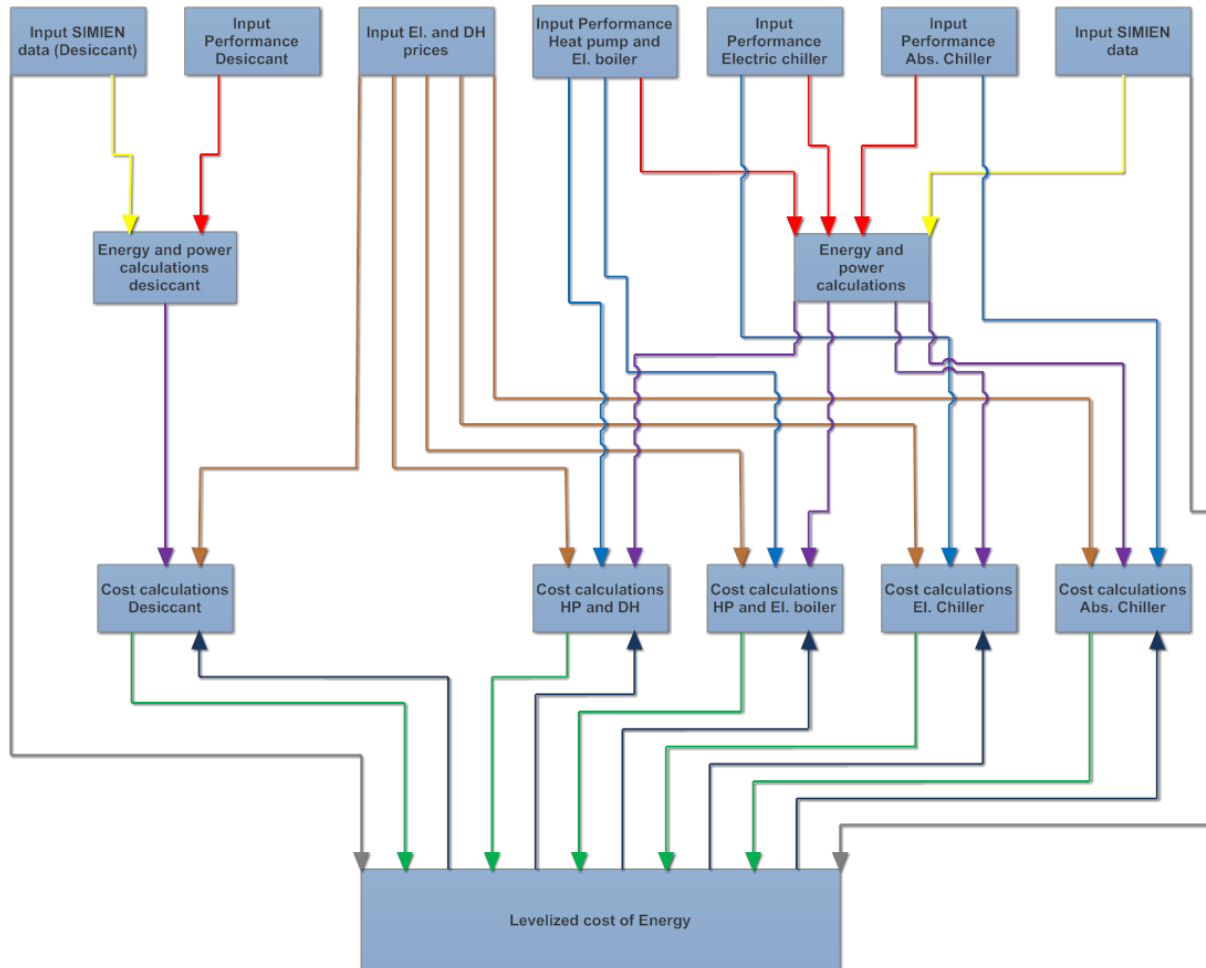 Input SIMIEN
data (Desiccant)
Input
Performance
Desiccant
Input El. and DH
prices
Input Performance
Heat pump and
El. boiler
Input
Performance
Electric chiller
Input
Performance
Abs. Chiller
Input SIMIEN
data
Energy and power
calculations
desiccant
Energy and
power
calculations
Cost calculations
Desiccant
Cost calculations
HP and DH
Cost calculations
HP and El. boiler
Cost calculations
El. Chiller
Cost calculations
Abs. Chiller
Levelized cost of Energy